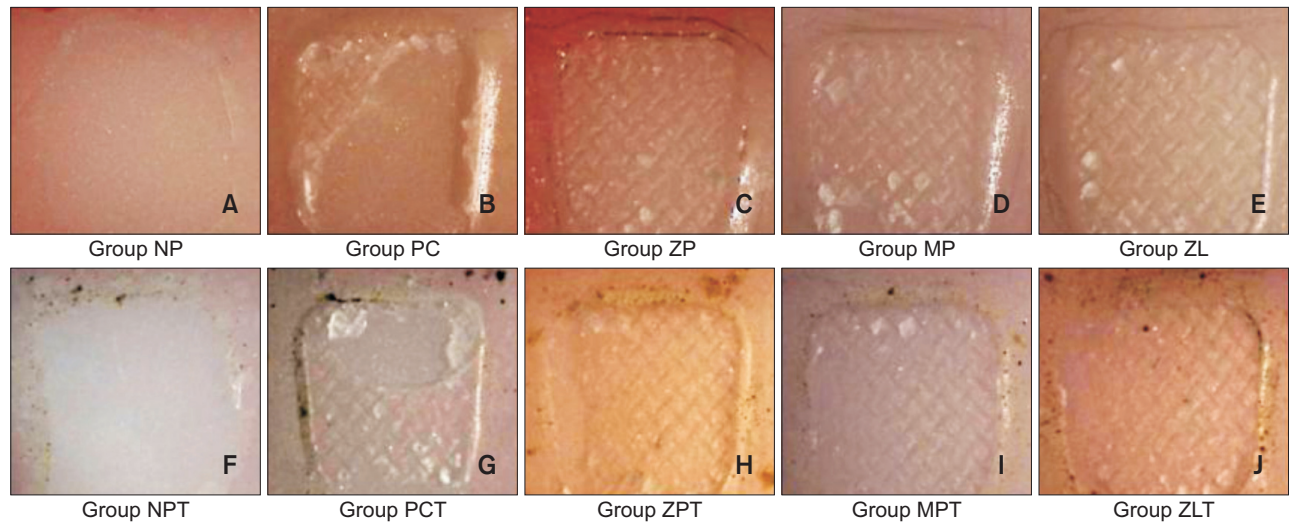 A
B
C
D
E
Group NP
Group PC
Group ZP
Group MP
Group ZL
F
G
H
I
J
Group NPT
Group PCT
Group ZPT
Group MPT
Group ZLT